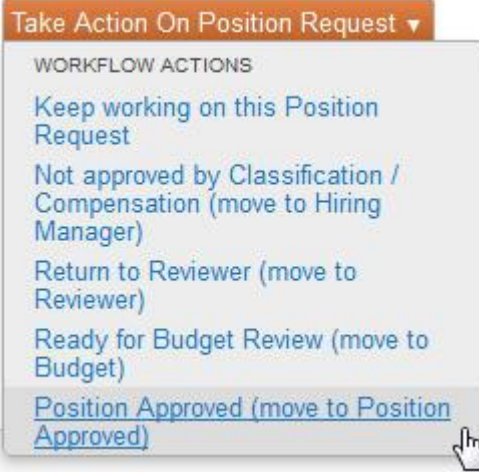 Take Action On Position Request ▼
WORKFLOW ACTIONS
Keep working on this Position
Request
Not approved by Classification /
Compensation (move to Hiring
Manager)
Return to Reviewer (move to
Reviewer)
Ready for Budget Review (move to
Budget)
Position Approved (move to Position
Approved)